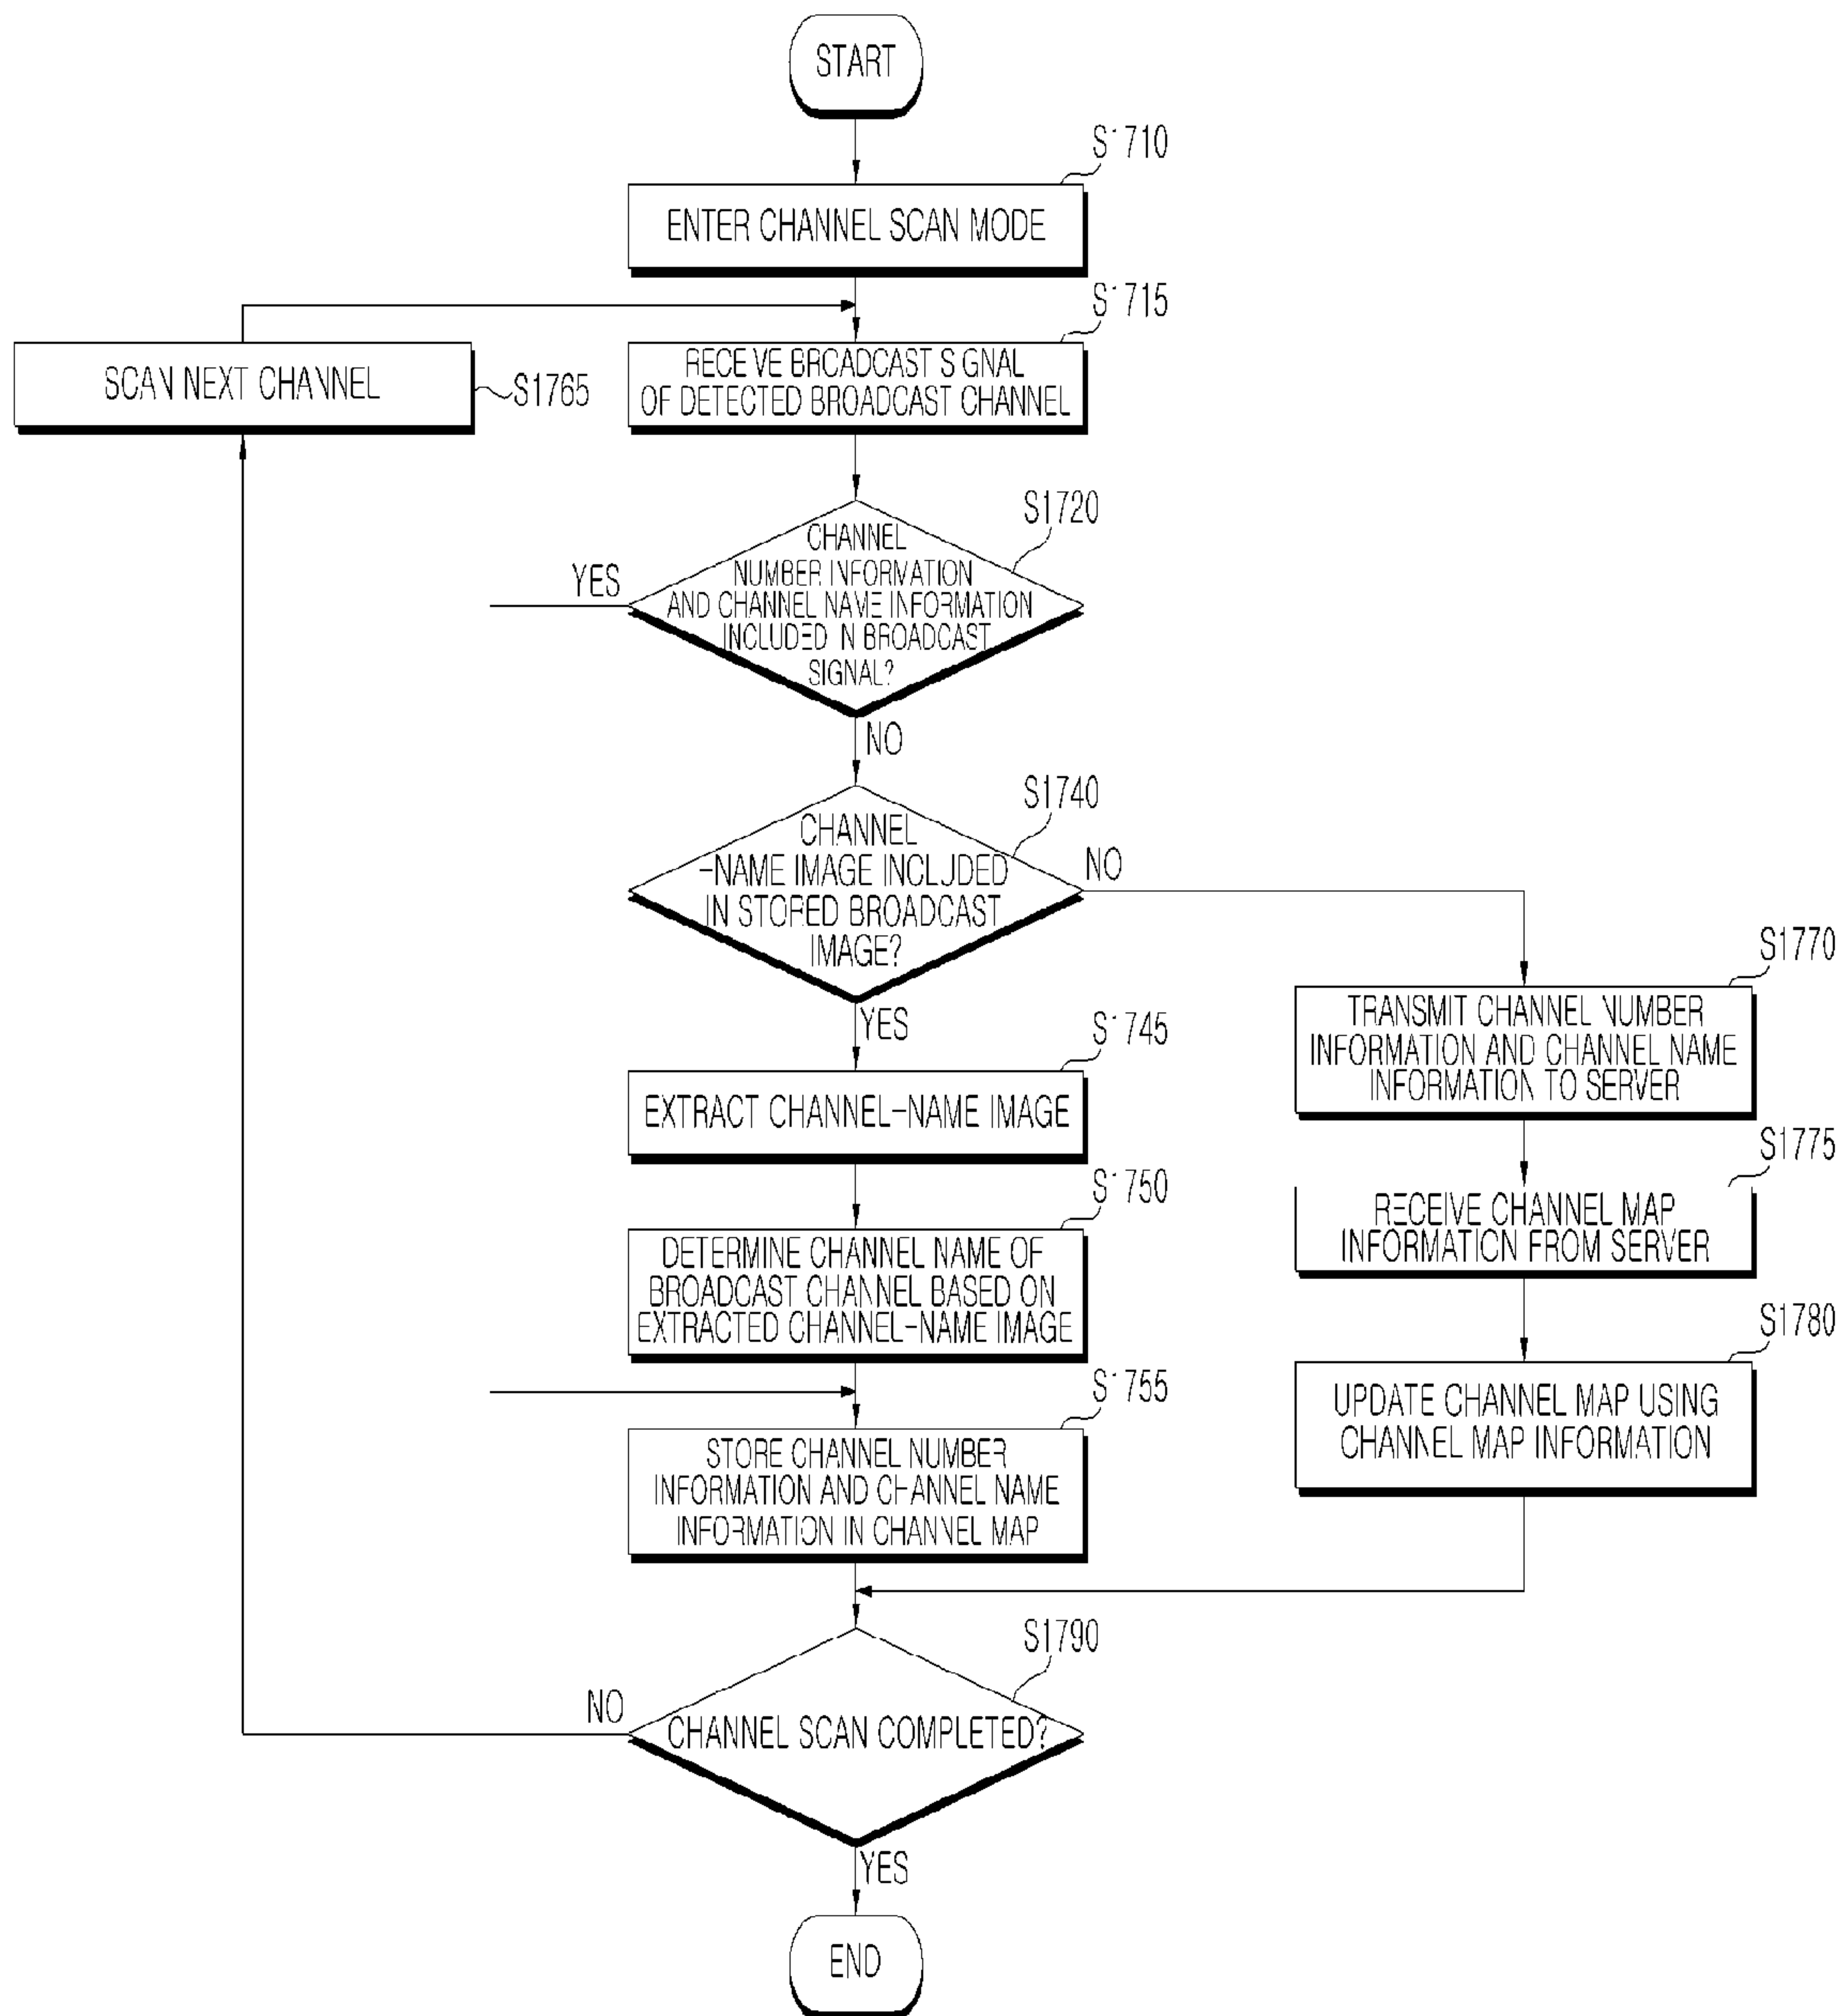 START
S1710
ENTER CHANNEL SCAN MODE
S1715
SCAN NEXT CHANNEL
S1765
RECEIVE BROADCAST SIGNAL
OF DETECTED BROADCAST CHANNEL
S1720
YES
CHANNEL
NUMBER INFORMATION
AND CHANNEL NAME INFORMATION
INCLUDED IN BROADCAST
SIGNAL?
NO
S1740
CHANNEL
-NAME IMAGE INCLUDED
IN STORED BROADCAST
IMAGE?
NO
YES
S1770
TRANSMIT CHANNEL NUMBER
INFORMATION AND CHANNEL NAME
INFORMATION TO SERVER
S1745
EXTRACT CHANNEL-NAME IMAGE
S1775
RECEIVE CHANNEL MAP
INFORMATION FROM SERVER
S1750
DETERMINE CHANNEL NAME OF
BROADCAST CHANNEL BASED ON
EXTRACTED CHANNEL-NAME IMAGE
S1780
UPDATE CHANNEL MAP USING
CHANNEL MAP INFORMATION
S1755
STORE CHANNEL NUMBER
INFORMATION AND CHANNEL NAME
INFORMATION IN CHANNEL MAP
S1790
NO
CHANNEL SCAN COMPLETED?
YES
END